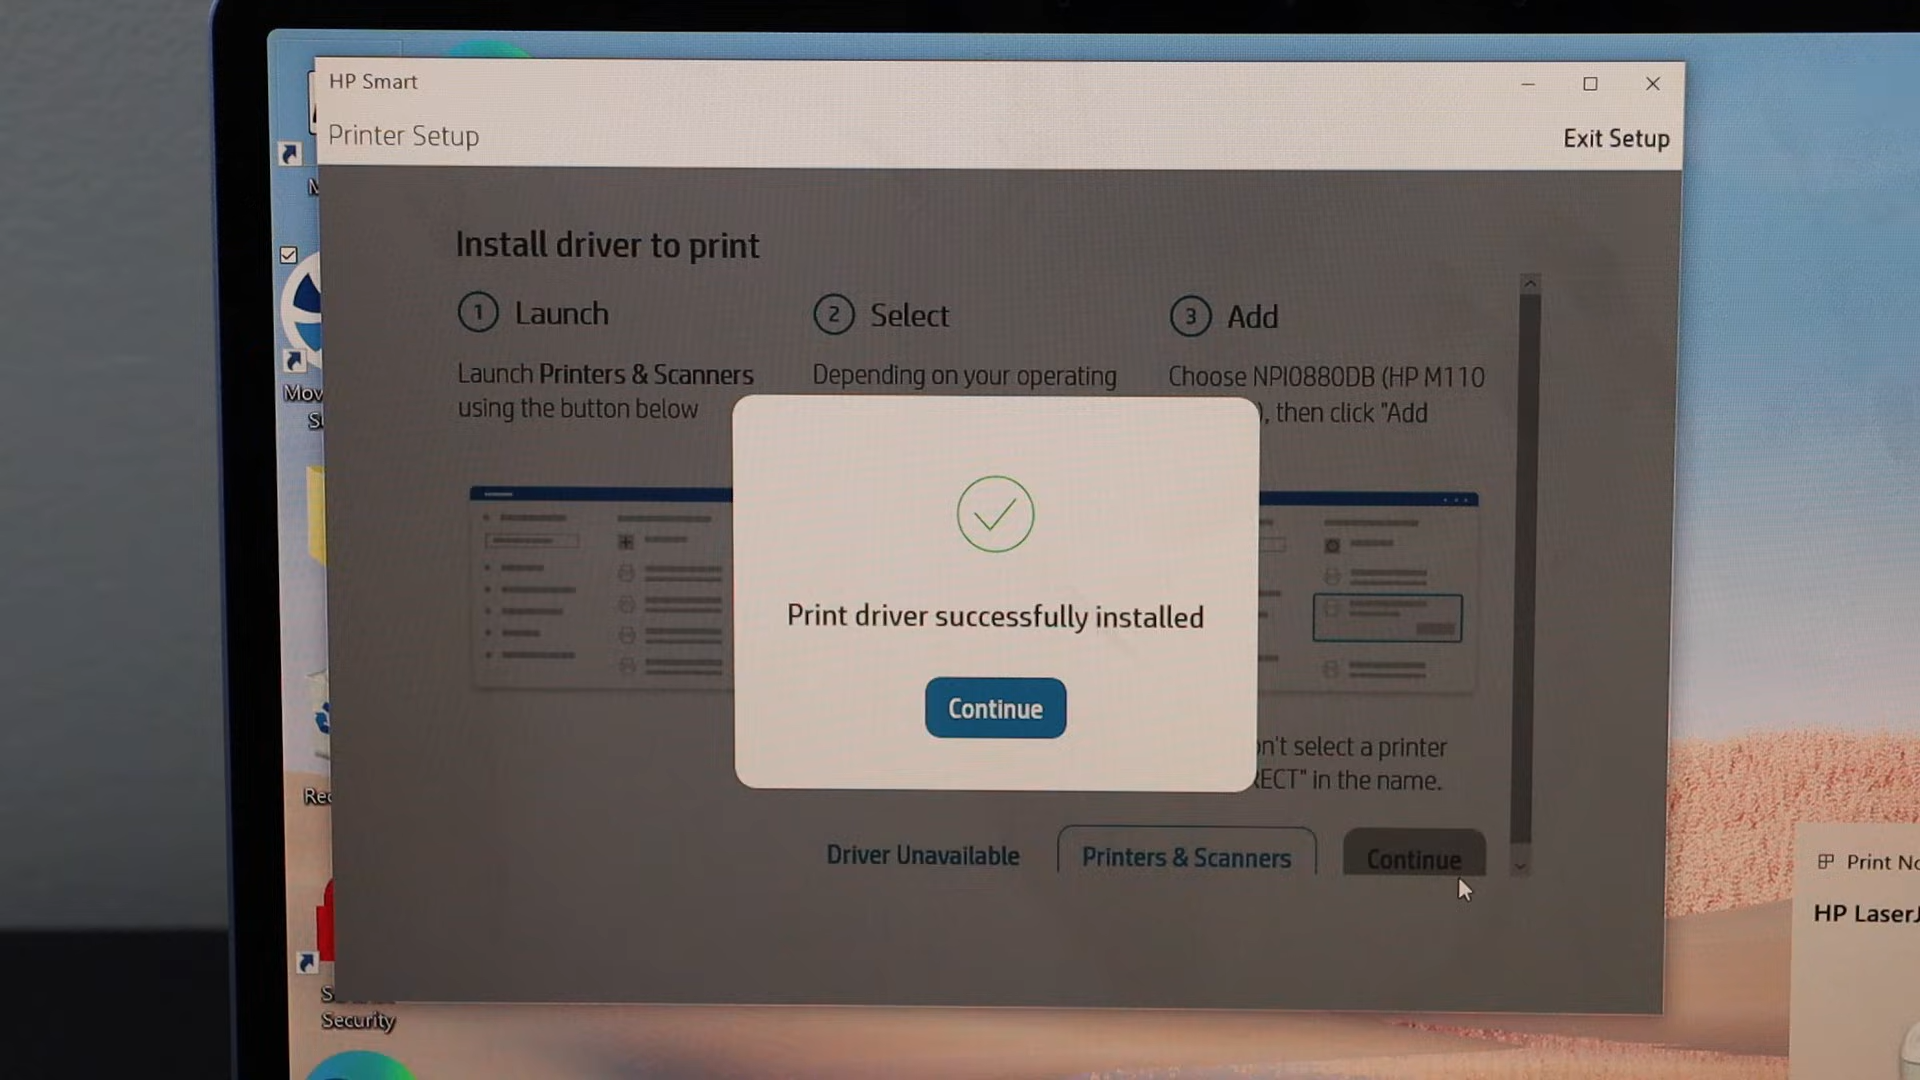 HP Smart
Printer Setup
Exit Setup
Install driver to print
1 Launch
Launch Printers & Scanners
using the button below
2 Select
Depending on your operating
3 Add
Choose NPI0880DB (HP M110
), then click "Add
Print driver successfully installed
Continue
select a printer
in the name.
Driver Unavailable
Printers & Scanners
Continue
Security
Print
HP